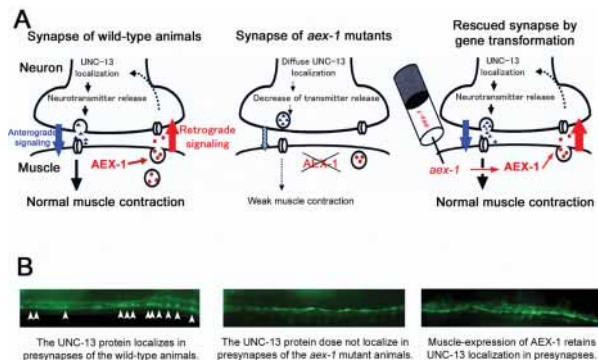 A
Synapse of wild-type animals
Synapse of aex-1 mutants
Rescued synapse by
gene transformation
Neuron
UNC-13
localization
Neurotransmitter release
Anterograde
signaling
Retrograde
signaling
Muscle
AEX-1
Normal muscle contraction
Diffuse UNC-13
localization
Decrease of transmitter release
AEX-1
Weak muscle contraction
UNC-13
localization
Neurotransmitter release
aex-1
AEX-1
Normal muscle contraction
B
The UNC-13 protein localizes in
presynapses of the wild-type animals.
The UNC-13 protein dose not localize in
presynapses of the aex-1 mutant animals.
Muscle-expression of AEX-1 retains
UNC-13 localization in presynapses.